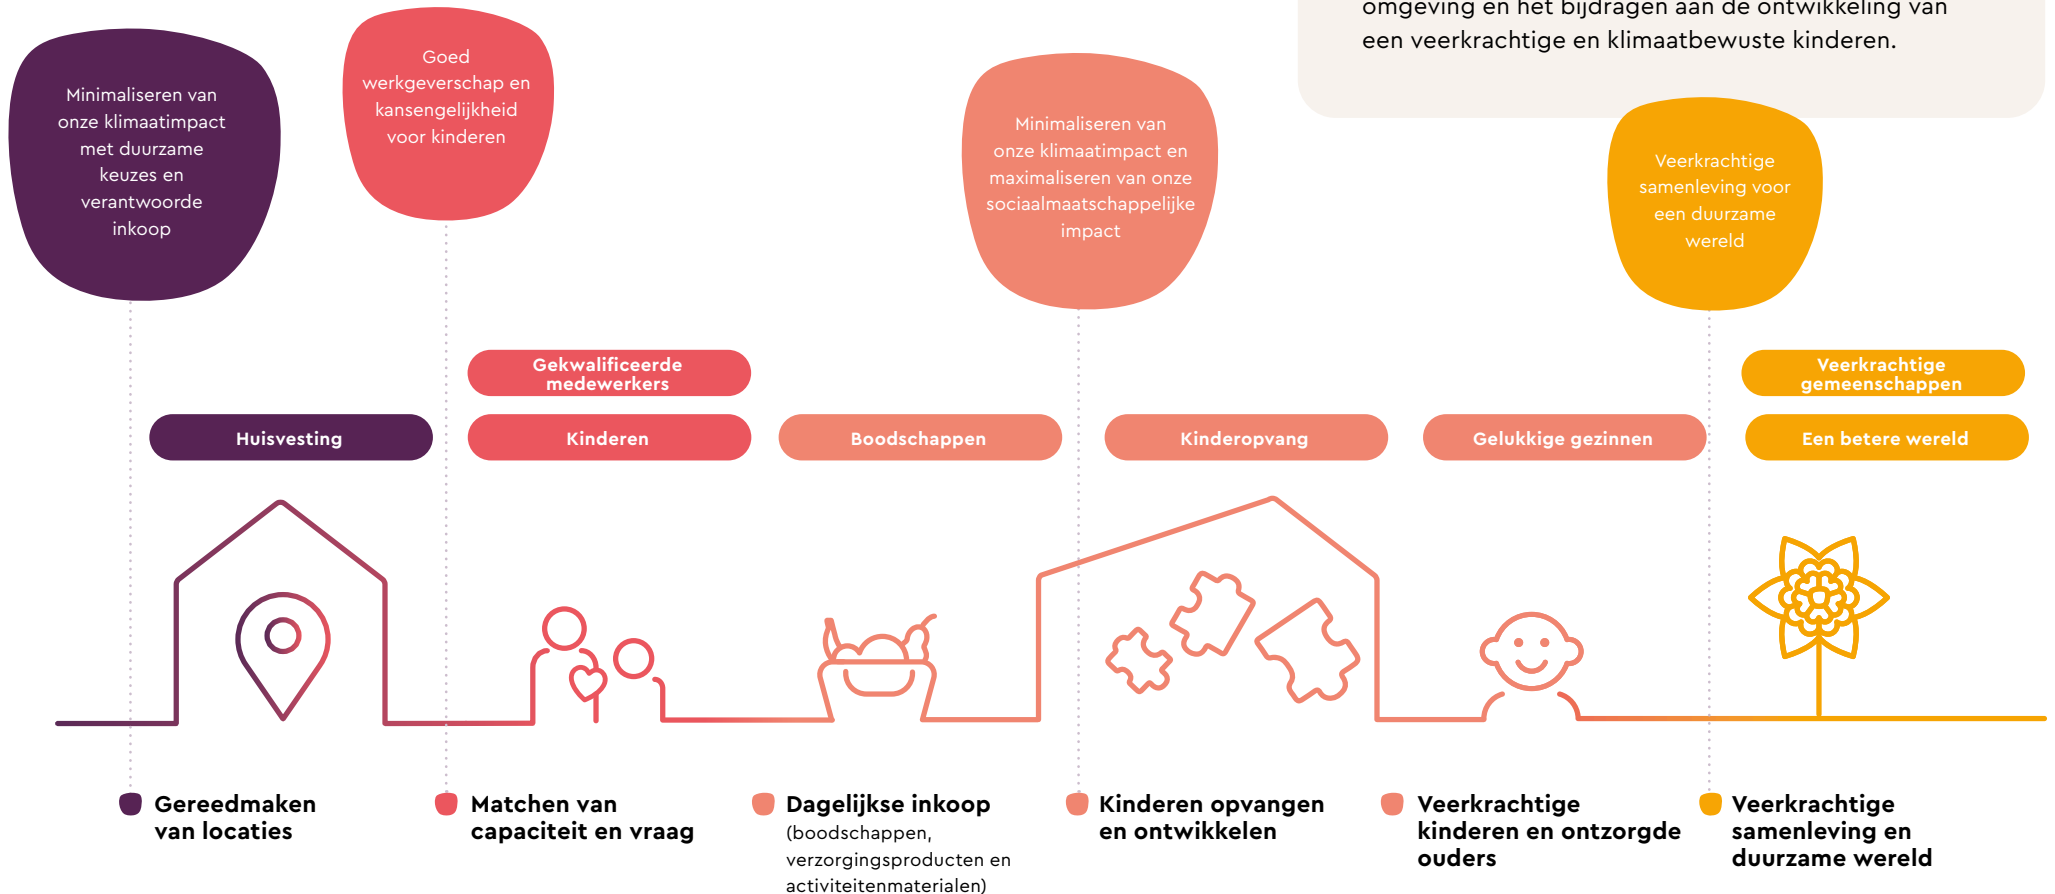 omgeving en het bijdragen aan de ontwikkeling van
een veerkrachtige en klimaatbewuste kinderen.
Minimaliseren van
onze klimaatimpact
met duurzame
keuzes en
verantwoorde
inkoop
Goed
werkgeverschap en
kansengelijkheid
voor kinderen
Minimaliseren van
onze klimaatimpact en
maximaliseren van onze
sociaalmaatschappelijke
impact
Veerkrachtige
samenleving voor
een duurzame
wereld
Huisvesting
Gekwalificeerde
medewerkers
Kinderen
Boodschappen
Kinderopvang
Gelukkige gezinnen
Veerkrachtige
gemeenschappen
Een betere wereld
Gereedmaken
van locaties
Matchen van
capaciteit en vraag
Dagelijkse inkoop
(boodschappen,
verzorgingsproducten en
activiteitenmaterialen)
Kinderen opvangen
en ontwikkelen
Veerkrachtige
kinderen en ontzorgde
ouders
Veerkrachtige
samenleving en
duurzame wereld